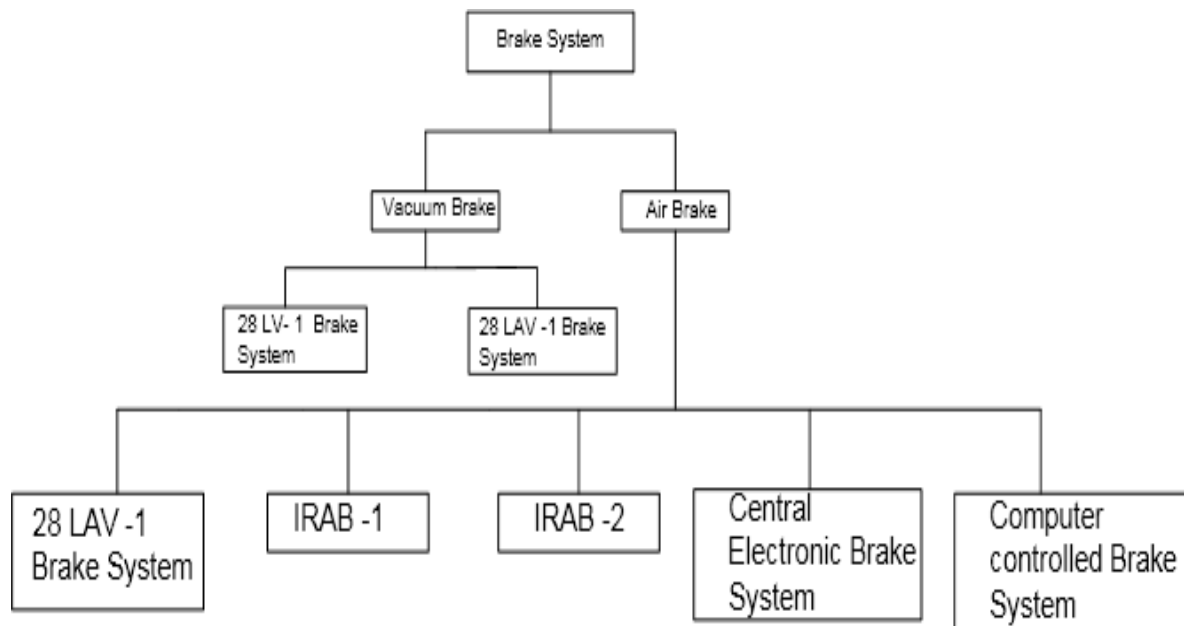 Brake System
Vacuum Brake
Air Brake
28 LV- 1 Brake
System
28 LAV -1 Brake
System
28 LAV -1
Brake System
IRAB -1
IRAB -2
Central
Electronic Brake
System
Computer
controlled Brake
System